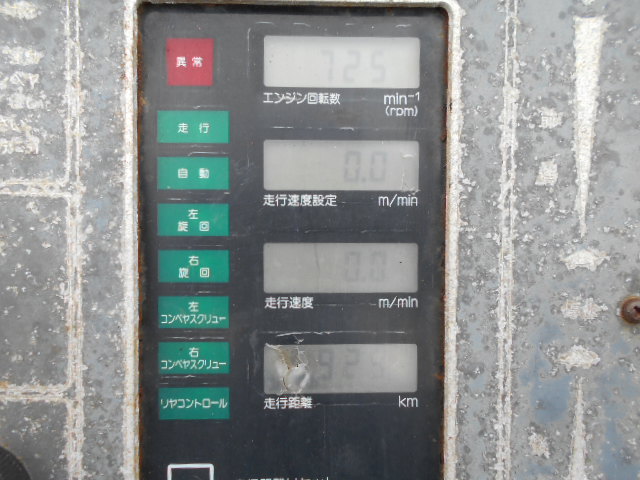 異常
725
エンジン回転数 min⁻¹
(rpm)
走行
自動
0.0
走行速度設定 m/min
左
旋回
右
旋回
0.0
走行速度 m/min
左
コンベヤスクリュー
右
コンベヤスクリュー
リヤコントロール
走行距離 km